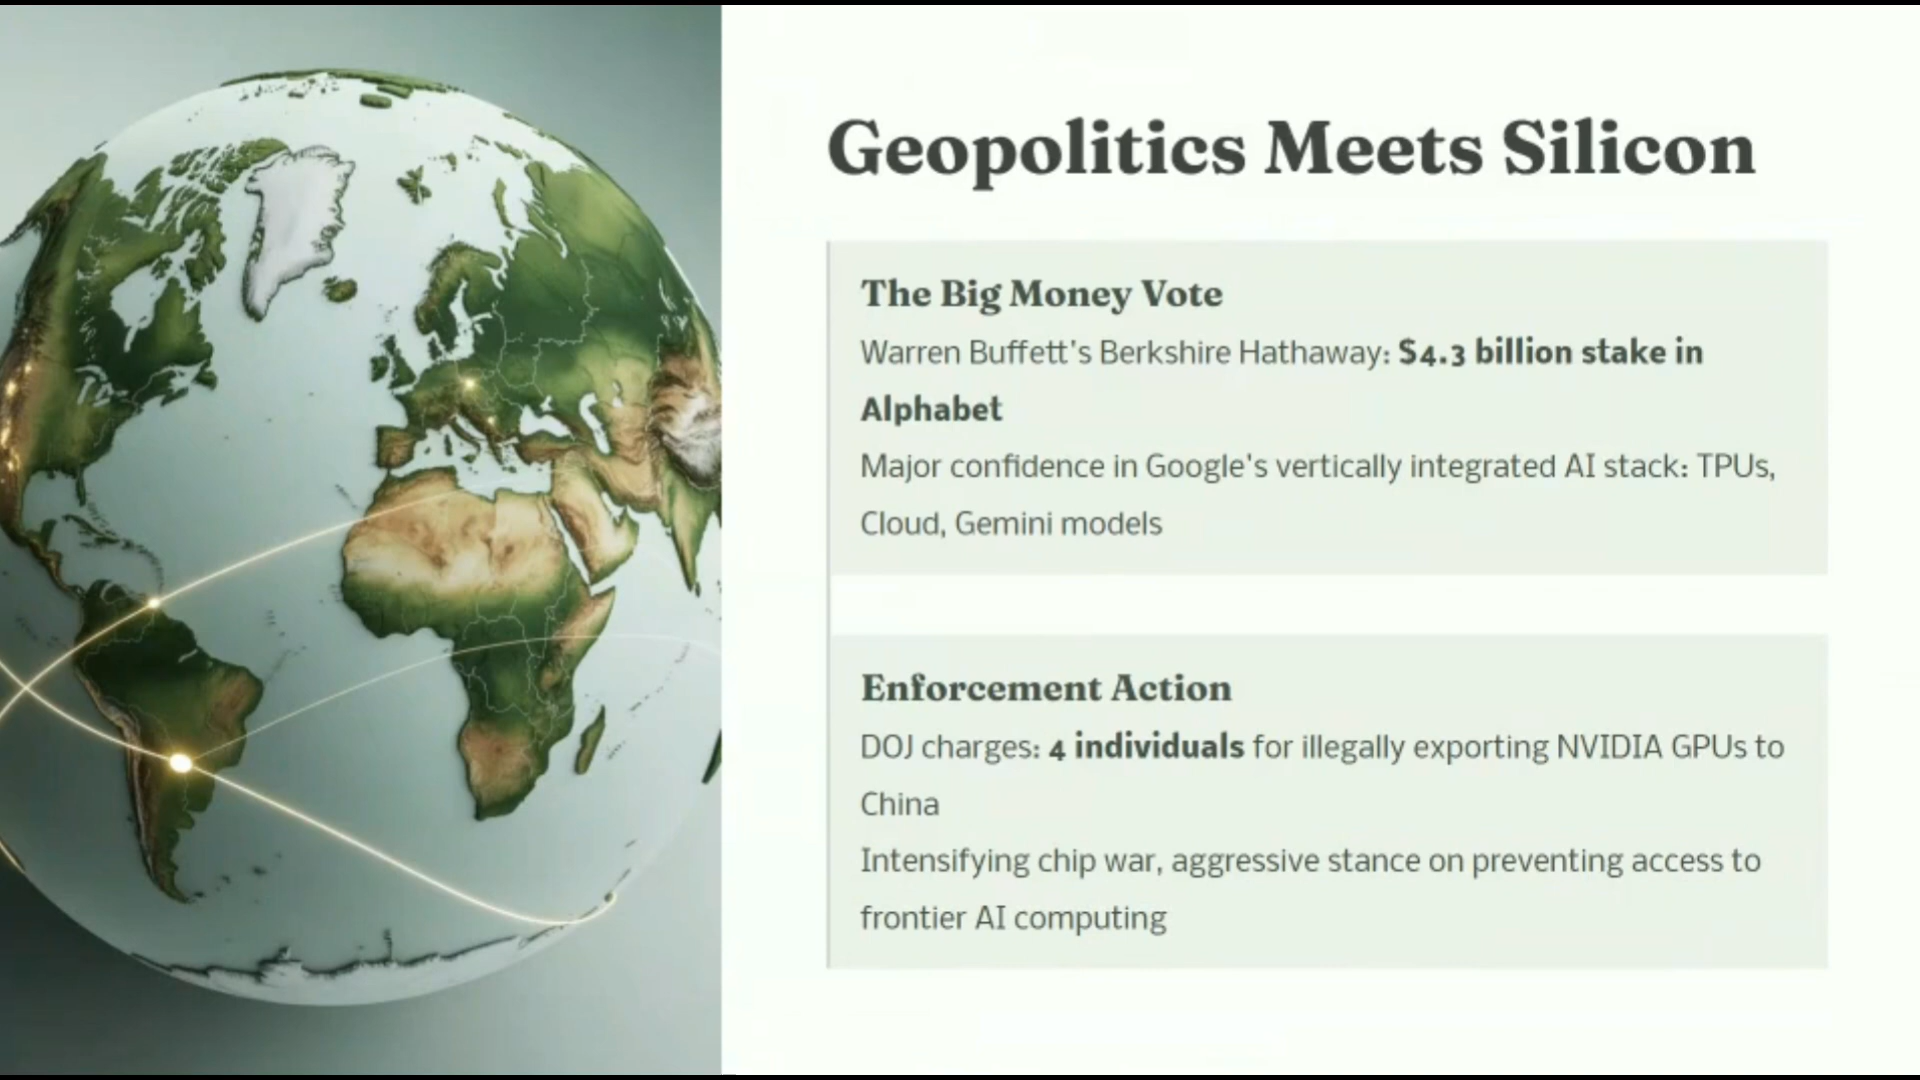 Geopolitics Meets Silicon
The Big Money Vote
Warren Buffett's Berkshire Hathaway: $4.3 billion stake in
Alphabet
Major confidence in Google's vertically integrated AI stack: TPUs,
Cloud, Gemini models
Enforcement Action
DOJ charges: 4 individuals for illegally exporting NVIDIA GPUs to
China
Intensifying chip war, aggressive stance on preventing access to
frontier AI computing